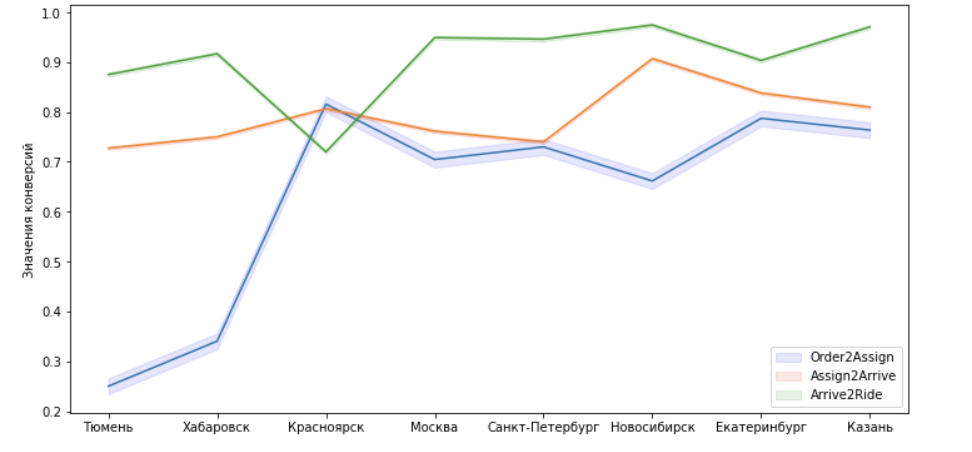 Значения конверсий
1.0
0.9
0.8
0.7
0.6
0.5
0.4
0.3
0.2
Order2Assign
Assign2Arrive
Arrive2Ride
Тюмень Хабаровск Красноярск Москва Санкт-Петербург Новосибирск Екатеринбург Казань